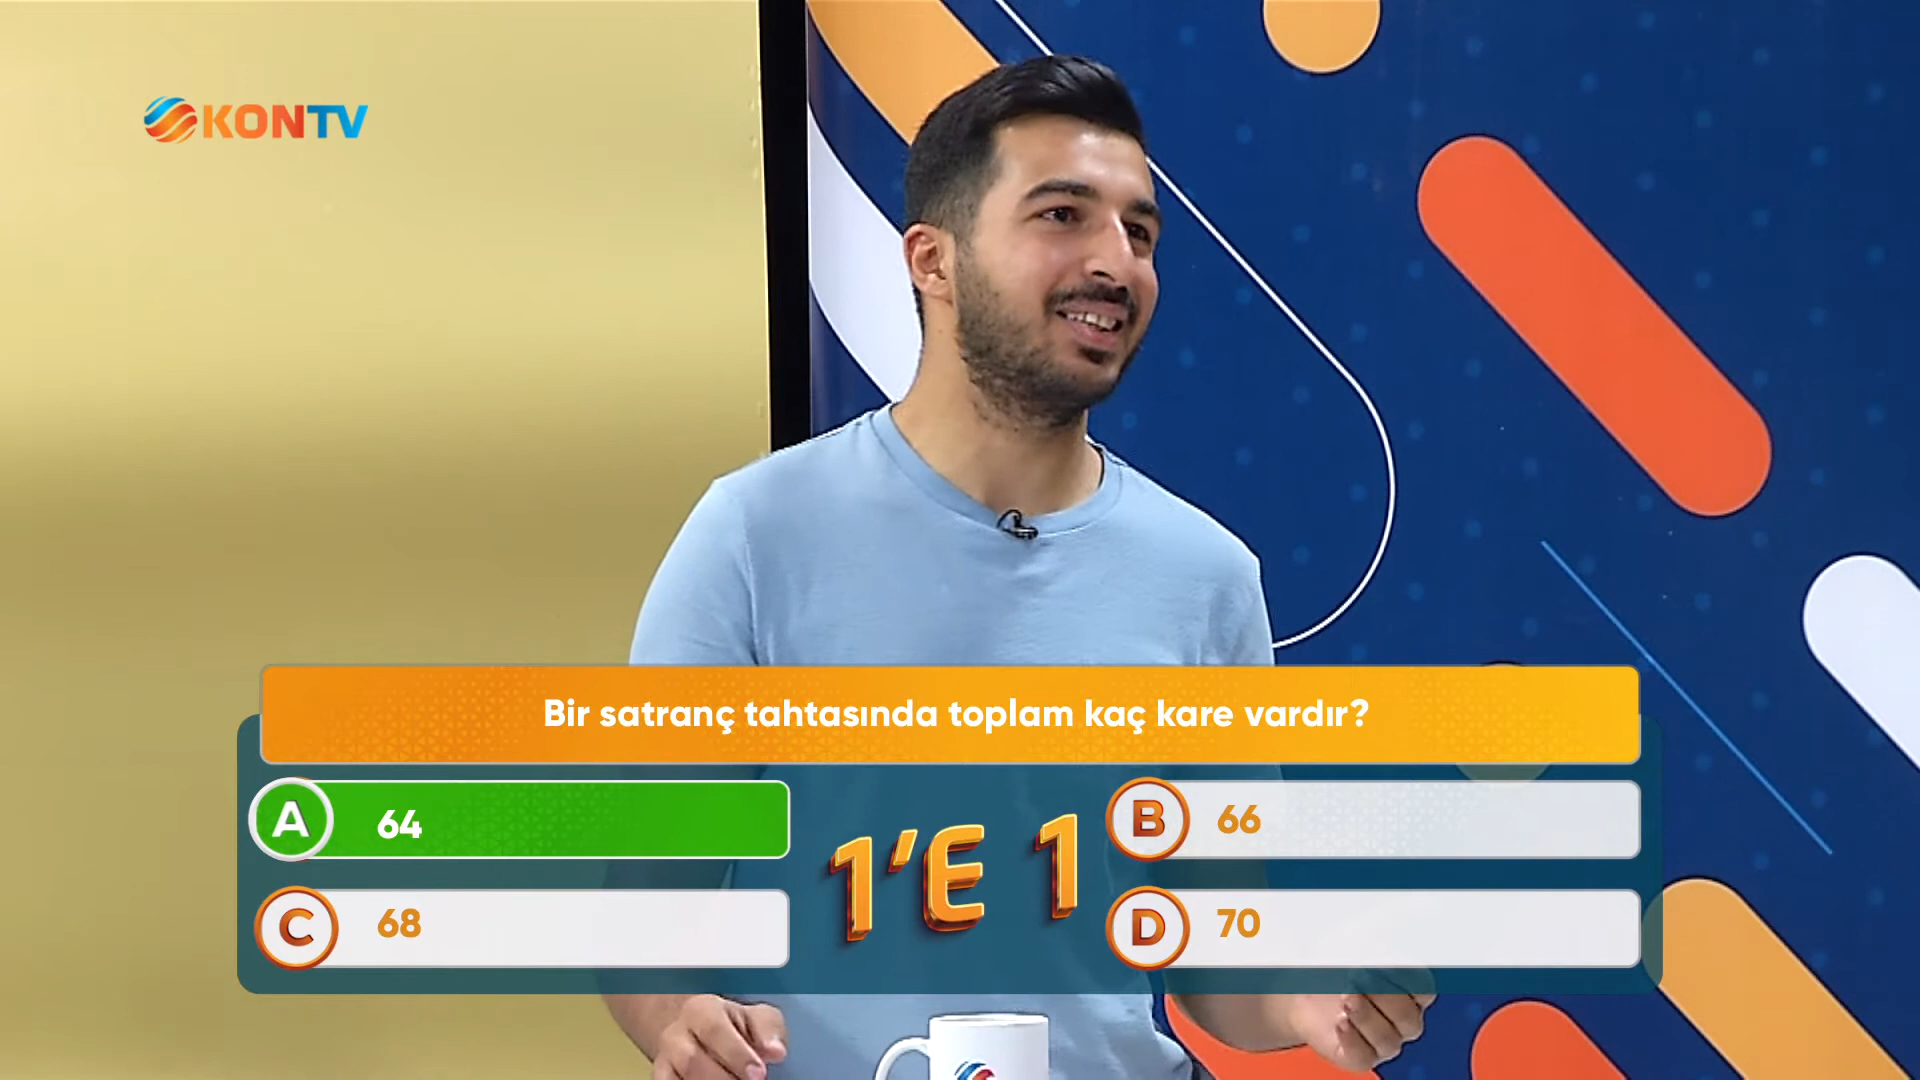 KONTV
Bir satranç tahtasında toplam kaç kare vardır?
A 64
B 66
1'E 1
C 68
D 70